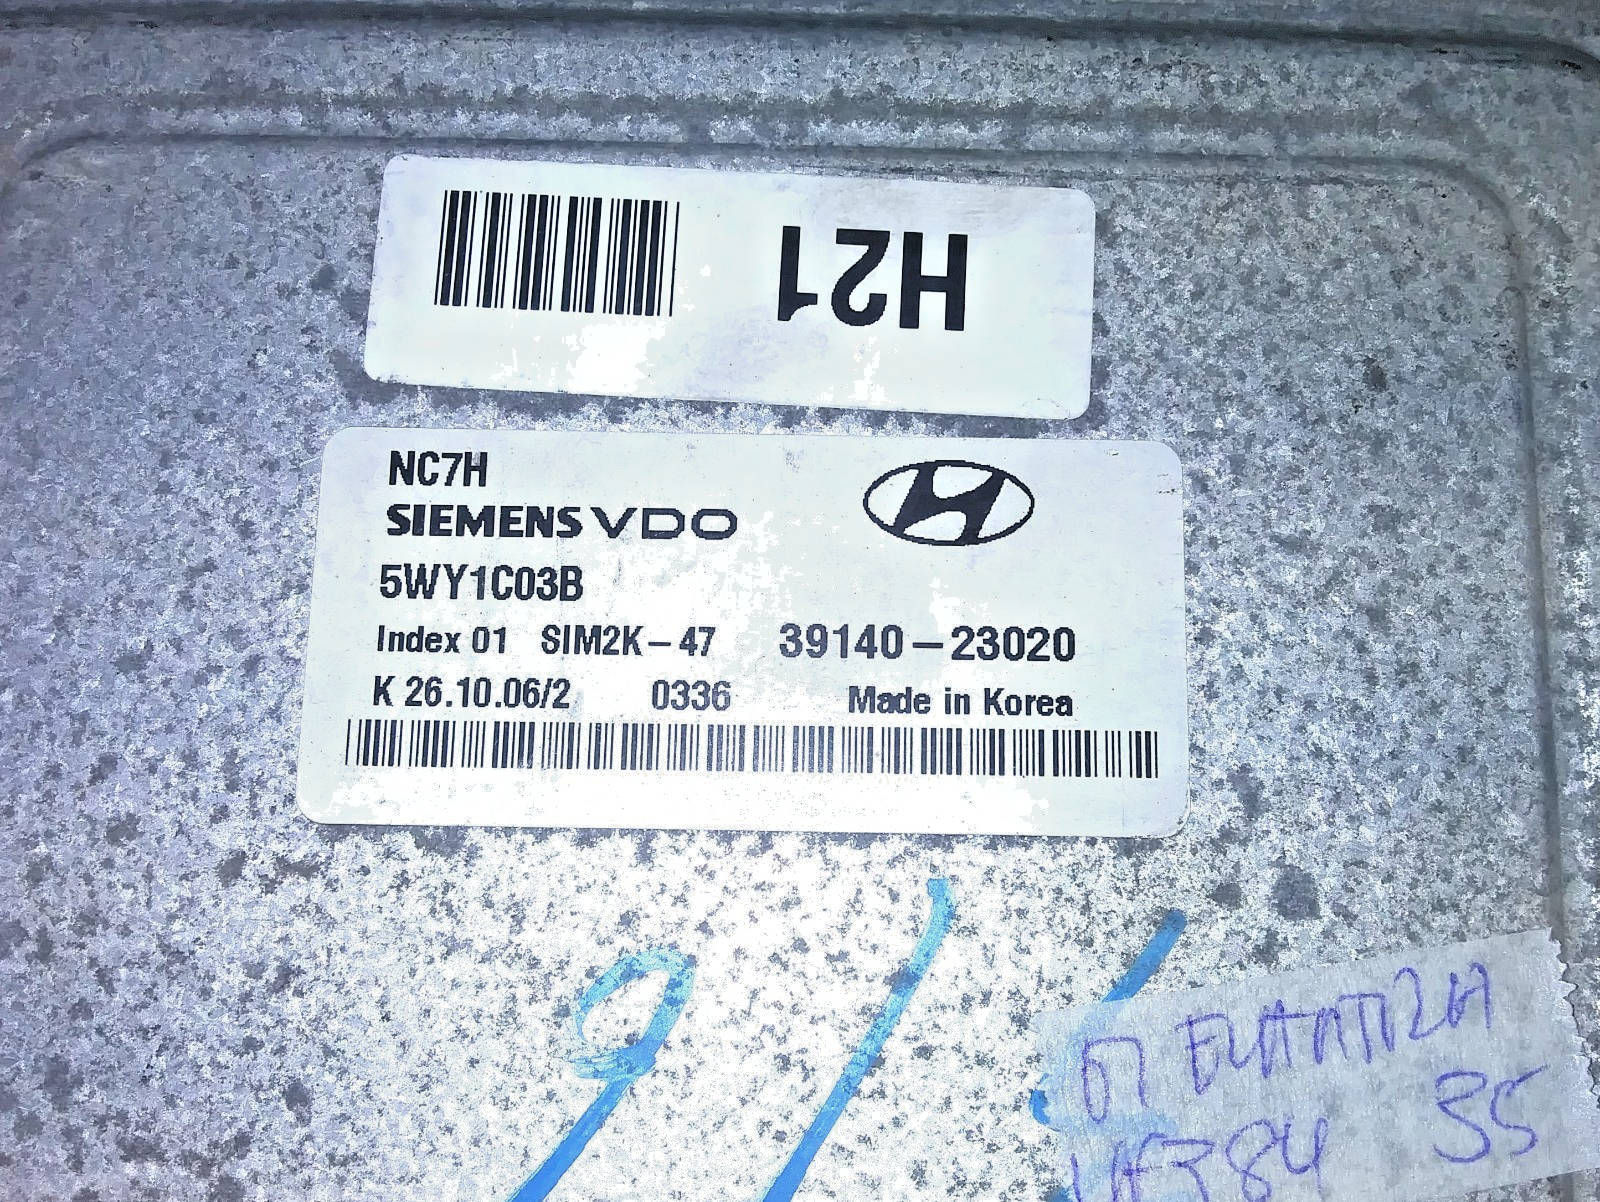 H21
NC7H
SIEMENS VDO
5WY1C03B
Index 01 SIM2K-47 39140-23020
K 26.10.06/2 0336 Made in Korea
91
07 ELANTRA
35